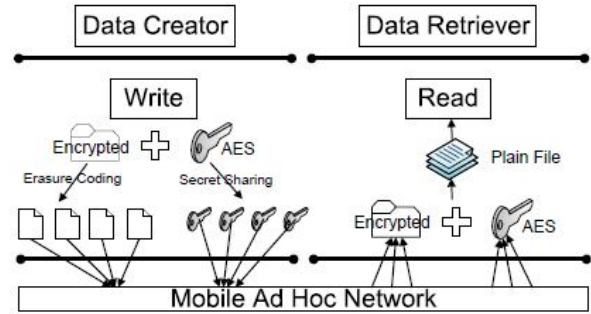 Data Creator
Data Retriever
Write
Read
Encrypted
AES
Erasure Coding
Secret Sharing
Plain File
Encrypted
AES
Mobile Ad Hoc Network